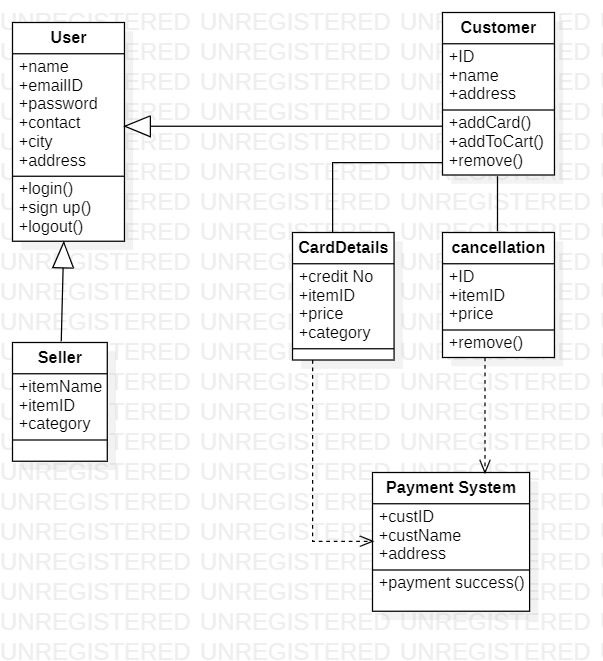 User
+name
+emailID
+password
+contact
+city
+address
+login()
+sign up()
+logout()
Customer
+ID
+name
+address
+addCard()
+addToCart()
+remove()
CardDetails
+credit No
+itemID
+price
+category
cancellation
+ID
+itemID
+price
+remove()
Seller
+itemName
+itemID
+category
Payment System
+custID
+custName
+address
+payment success()
UNREGISTERED